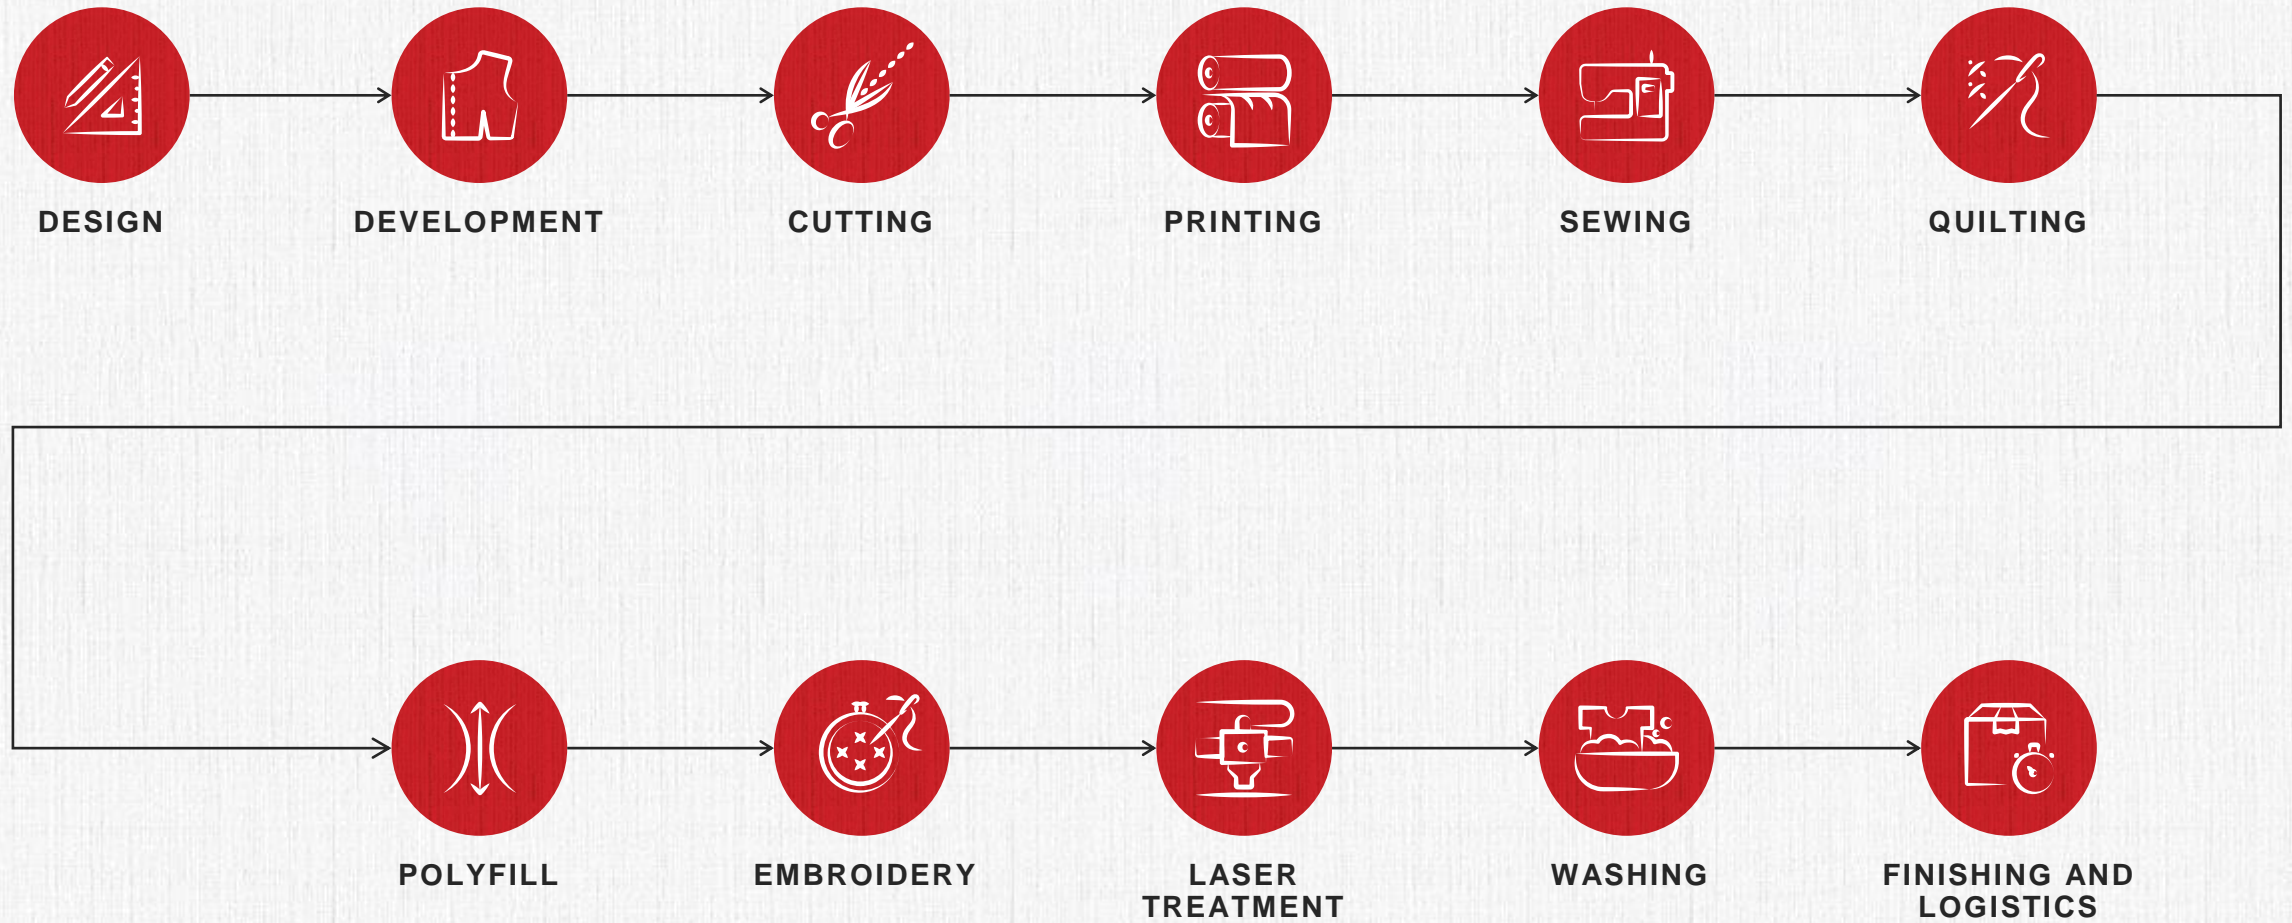 DESIGN
DEVELOPMENT
CUTTING
PRINTING
SEWING
QUILTING
POLYFILL
EMBROIDERY
LASER
TREATMENT
WASHING
FINISHING AND
LOGISTICS